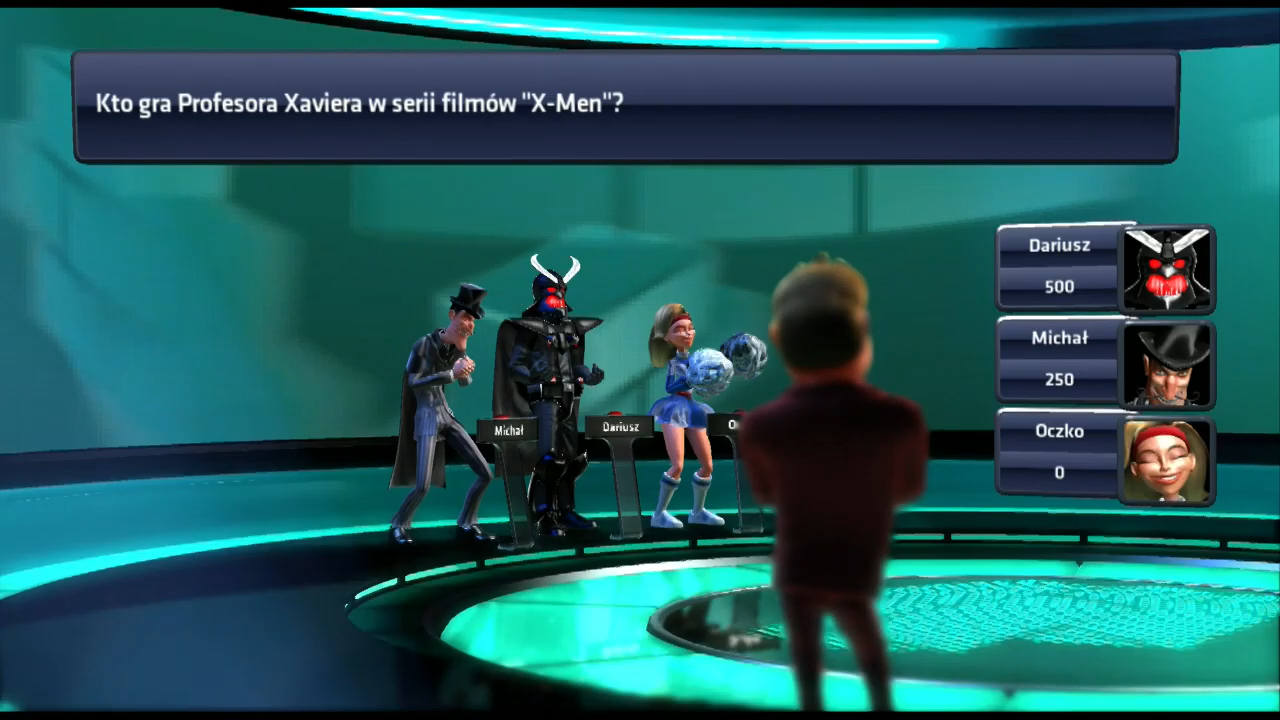 Kto gra Profesora Xaviera w serii filmów "X-Men"?
Dariusz
500
Michał
250
Oczko
0
Michał
Dariusz